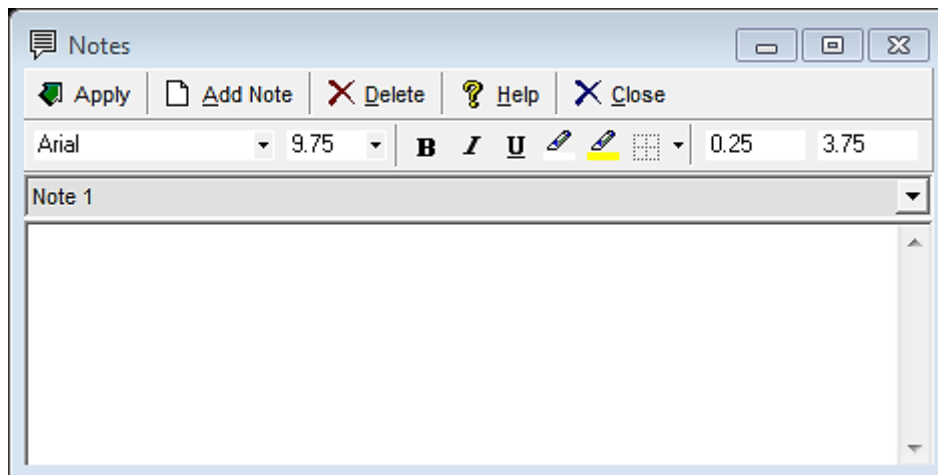 Notes
Apply Add Note Delete Help Close
Arial 9.75 B I U 0.25 3.75
Note 1